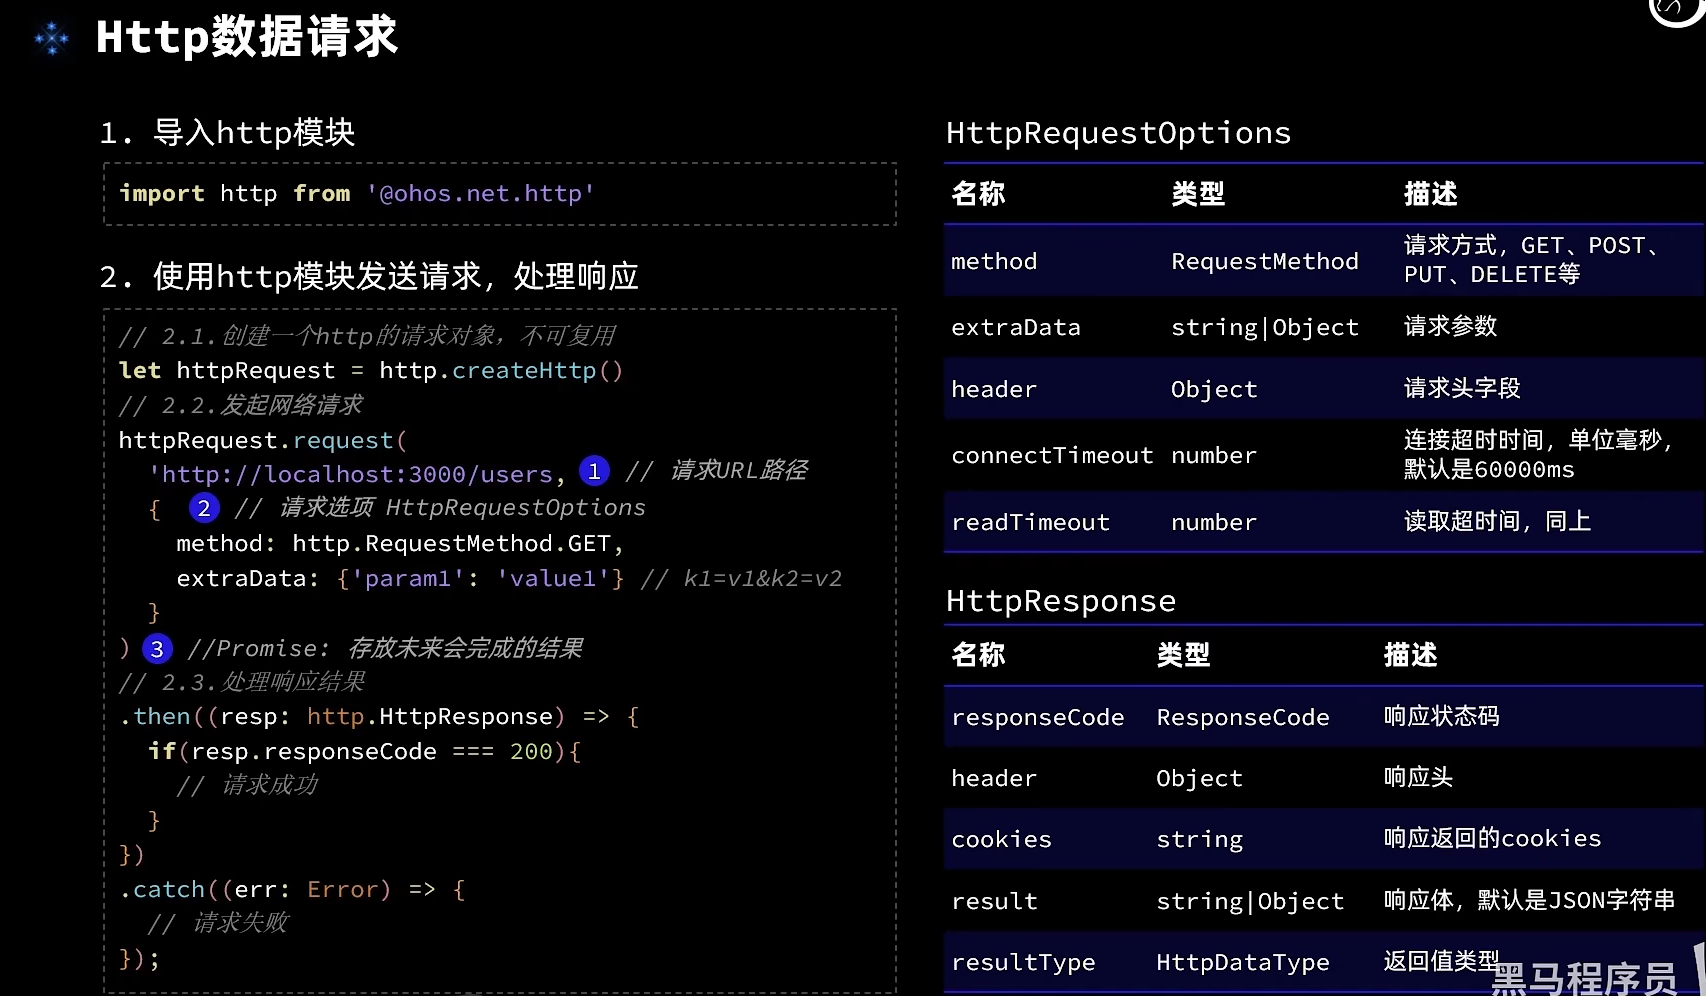 Http数据请求
1. 导入http模块
import http from '@ohos.net.http'
2. 使用http模块发送请求，处理响应
// 2.1.创建一个http的请求对象，不可复用
let httpRequest = http.createHttp()
// 2.2.发起网络请求
httpRequest.request(
'http://localhost:3000/users, 1 // 请求URL路径
{ 2 // 请求选项 HttpRequestOptions
method: http.RequestMethod.GET,
extraData: {'param1': 'value1'} // k1=v1&k2=v2
}
) 3 //Promise: 存放未来会完成的结果
// 2.3.处理响应结果
.then((resp: http.HttpResponse) => {
if(resp.responseCode === 200){
// 请求成功
}
})
.catch((err: Error) => {
// 请求失败
});
HttpRequestOptions
名称 类型 描述
method RequestMethod 请求方式，GET、POST、
PUT、DELETE等
extraData string|Object 请求参数
header Object 请求头字段
connectTimeout number 连接超时时间，单位毫秒，
默认是60000ms
readTimeout number 读取超时间，同上
HttpResponse
名称 类型 描述
responseCode ResponseCode 响应状态码
header Object 响应头
cookies string 响应返回的cookies
result string|Object 响应体，默认是JSON字符串
resultType HttpDataType 返回值类型
黑马程序员